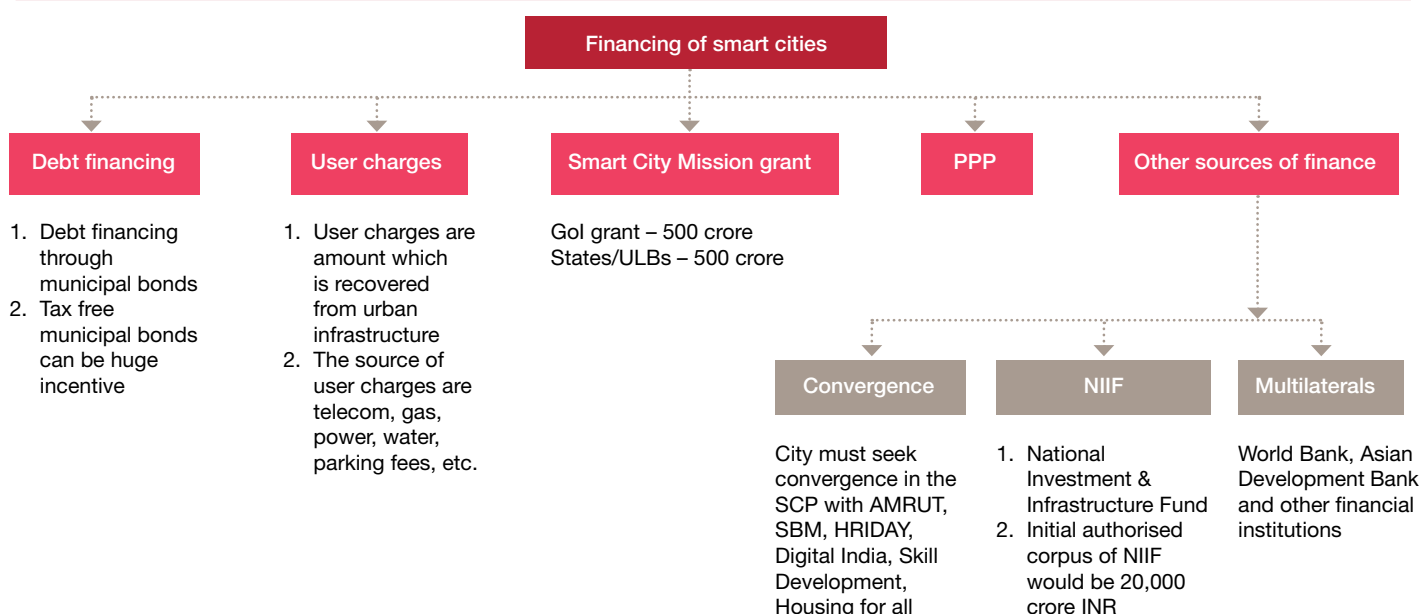 Financing of smart cities
Debt financing
User charges
Smart City Mission grant
PPP
Other sources of finance
1. Debt financing
through
municipal bonds
2. Tax free
municipal bonds
can be huge
incentive
1. User charges are
amount which
is recovered
from urban
infrastructure
2. The source of
user charges are
telecom, gas,
power, water,
parking fees, etc.
GoI grant – 500 crore
States/ULBs – 500 crore
Convergence
NIIF
Multilaterals
City must seek
convergence in the
SCP with AMRUT,
SBM, HRIDAY,
Digital India, Skill
Development,
Housing for all
1. National
Investment &
Infrastructure Fund
2. Initial authorised
corpus of NIIF
would be 20,000
crore INR
World Bank, Asian
Development Bank
and other financial
institutions